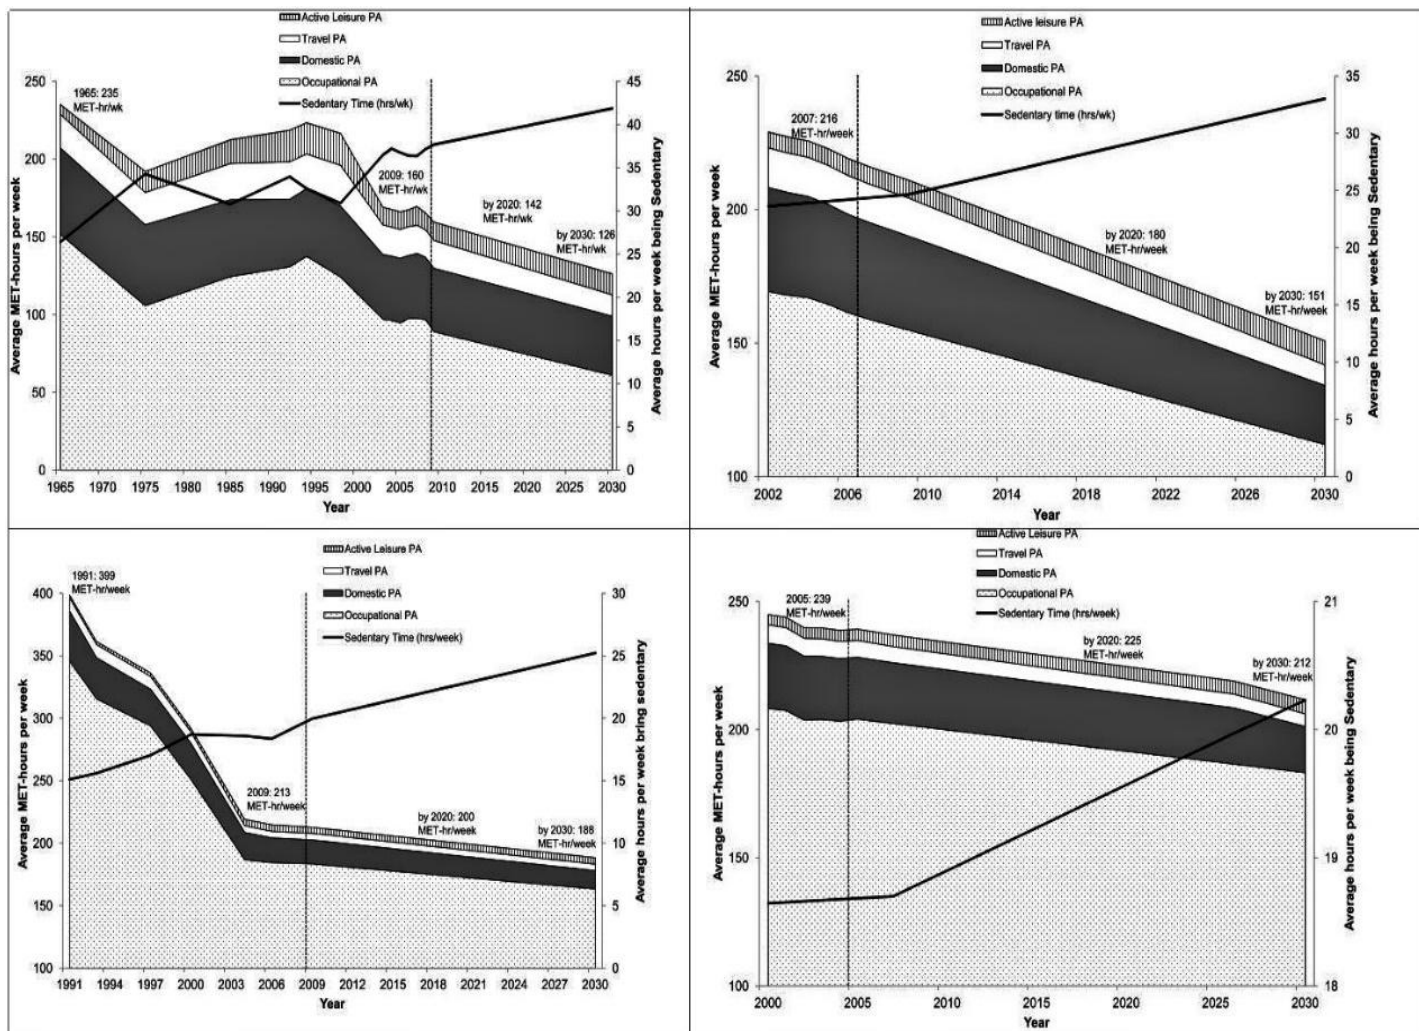 Active Leisure PA
Travel PA
Domestic PA
Occupational PA
Sedentary Time (hrs/wk)
1965: 235
MET-hr/wk
2009: 160
MET-hr/wk
by 2020: 142
MET-hr/wk
by 2030: 126
MET-hr/wk
Average MET-hours per week
250
200
150
100
50
0
Average hours per week being Sedentary
45
40
35
30
25
20
15
10
5
0
1965 1970 1975 1980 1985 1990 1995 2000 2005 2010 2015 2020 2025 2030
Year
Active leisure PA
Travel PA
Domestic PA
Occupational PA
Sedentary time (hrs/wk)
2007: 216
MET-hr/week
by 2020: 180
MET-hr/week
by 2030: 151
MET-hr/week
Average MET-hours per week
250
200
150
100
Average hours per week being Sedentary
35
30
25
20
15
10
5
0
2002 2006 2010 2014 2018 2022 2026 2030
Year
Active Leisure PA
Travel PA
Domestic PA
Occupational PA
Sedentary Time (hrs/week)
1991: 399
MET-hr/week
2009: 213
MET-hr/week
by 2020: 200
MET-hr/week
by 2030: 188
MET-hr/week
Average MET-hours per week
400
350
300
250
200
150
100
Average hours per week bring sedentary
30
25
20
15
10
5
0
1991 1994 1997 2000 2003 2006 2009 2012 2015 2018 2021 2024 2027 2030
Year
Active Leisure PA
Travel PA
Domestic PA
Occupational PA
Sedentary Time (hrs/week)
2005: 239
MET-hr/week
by 2020: 225
MET-hr/week
by 2030: 212
MET-hr/week
Average MET-hours per week
250
200
150
100
Average hours per week being Sedentary
21
20
19
18
2000 2005 2010 2015 2020 2025 2030
Year